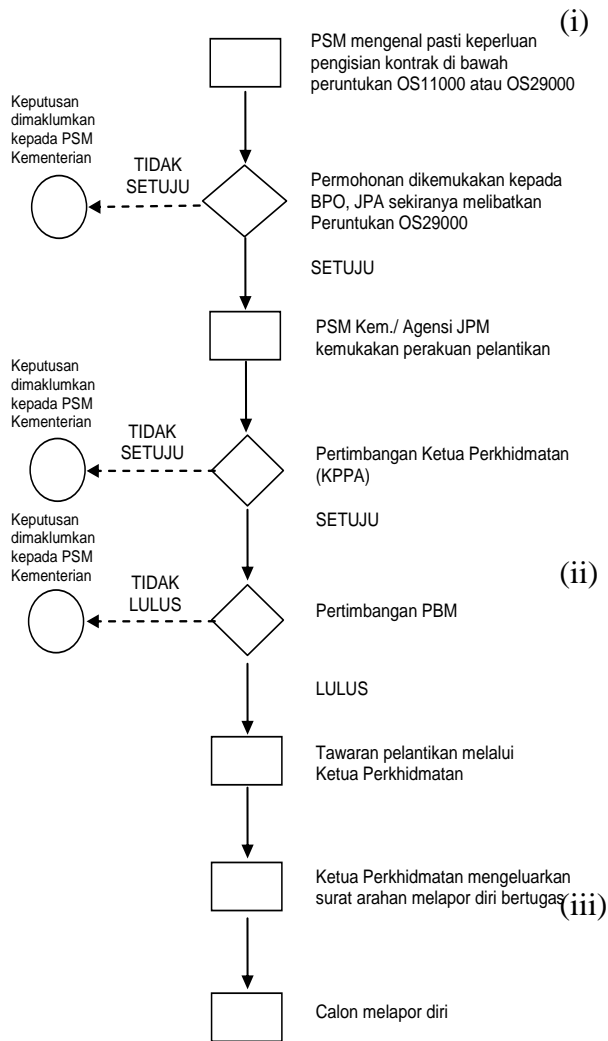 (i)
PSM mengenal pasti keperluan
pengisian kontrak di bawah
peruntukan OS11000 atau OS29000
Keputusan
dimaklumkan
kepada PSM
Kementerian
TIDAK
SETUJU
Permohonan dikemukakan kepada
BPO, JPA sekiranya melibatkan
Peruntukan OS29000
SETUJU
PSM Kem./ Agensi JPM
kemukakan perakuan pelantikan
Keputusan
dimaklumkan
kepada PSM
Kementerian
TIDAK
SETUJU
Pertimbangan Ketua Perkhidmatan
(KPPA)
SETUJU
Keputusan
dimaklumkan
kepada PSM
Kementerian
TIDAK
LULUS
(ii)
Pertimbangan PBM
LULUS
Tawaran pelantikan melalui
Ketua Perkhidmatan
Ketua Perkhidmatan mengeluarkan
surat arahan melapor diri bertugas
(iii)
Calon melapor diri